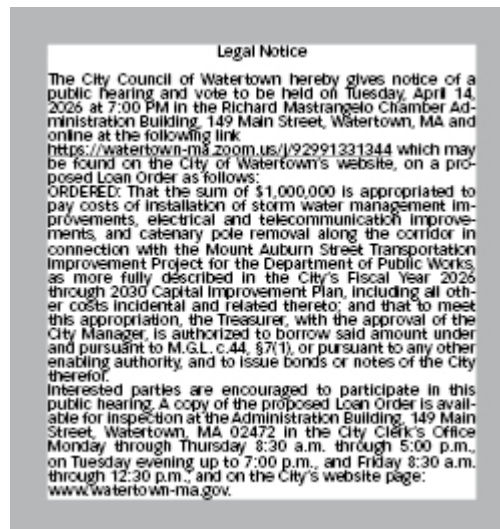 Legal Notice
The City Council of Watertown hereby gives notice of a
public hearing and vote to be held on Tuesday, April 14,
2026 at 7:00 PM in the Richard Mastrangelo Chamber Ad-
ministration Building, 149 Main Street, Watertown, MA and
online at the following link
https://watertown-ma.zoom.us/j/92991331344 which may
be found on the City of Watertown's website, on a pro-
posed Loan Order as follows:
ORDERED: That the sum of $1,000,000 is appropriated to
pay costs of installation of storm water management im-
provements, electrical and telecommunication improve-
ments, and catenary pole removal along the corridor in
connection with the Mount Auburn Street Transportation
Improvement Project for the Department of Public Works,
as more fully described in the City's Fiscal Year 2026
through 2030 Capital Improvement Plan, including all oth-
er costs incidental and related thereto; and that to meet
this appropriation, the Treasurer, with the approval of the
City Manager, is authorized to borrow said amount under
and pursuant to M.G.L. c.44, §7(1), or pursuant to any other
enabling authority, and to issue bonds or notes of the City
therefor.
Interested parties are encouraged to participate in this
public hearing. A copy of the proposed Loan Order is avail-
able for inspection at the Administration Building, 149 Main
Street, Watertown, MA 02472 in the City Clerk's Office
Monday through Thursday 8:30 a.m. through 5:00 p.m.,
on Tuesday evening up to 7:00 p.m., and Friday 8:30 a.m.
through 12:30 p.m., and on the City's website page:
www.watertown-ma.gov.